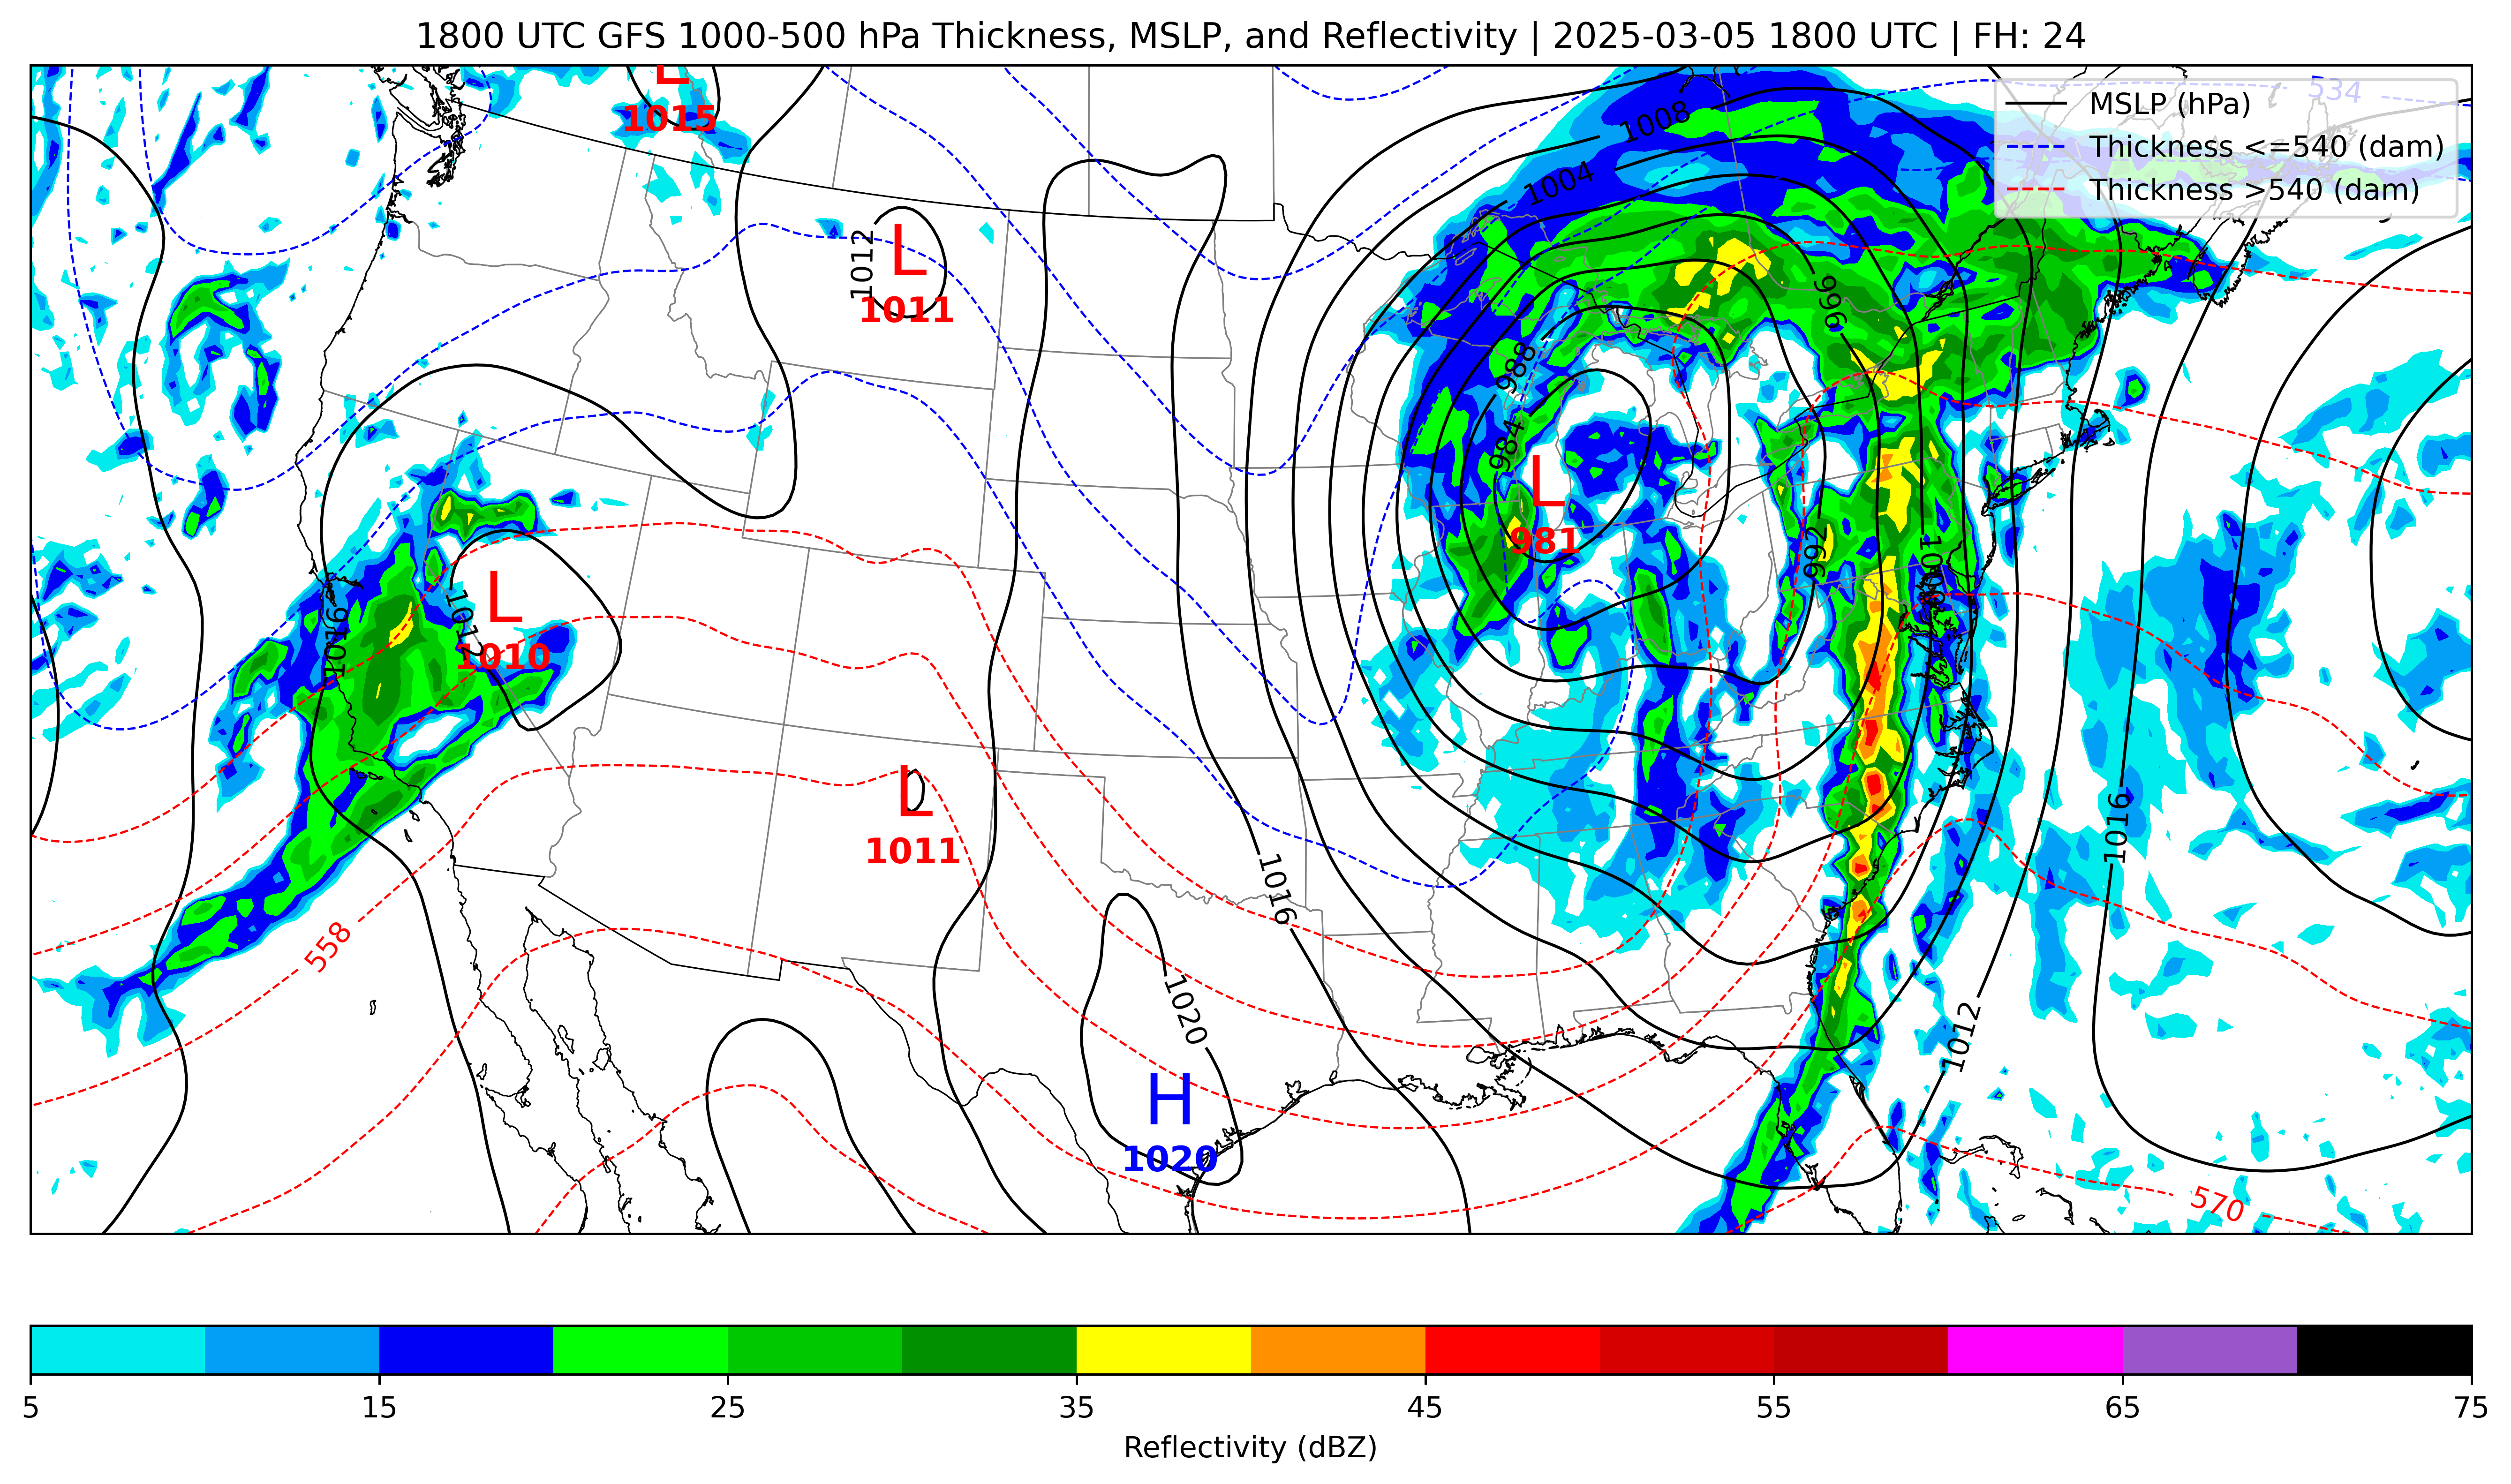 1800 UTC GFS 1000-500 hPa Thickness, MSLP, and Reflectivity | 2025-03-05 1800 UTC | FH: 24
L
1015
1008
534
MSLP (hPa)
Thickness <=540 (dam)
Thickness >540 (dam)
1004
1012
L
1011
996
988
984
L
981
992
1000
L
1012
1010
1016
L
1011
1016
1016
558
1020
1012
H
1020
570
5
15
25
35
45
55
65
75
Reflectivity (dBZ)